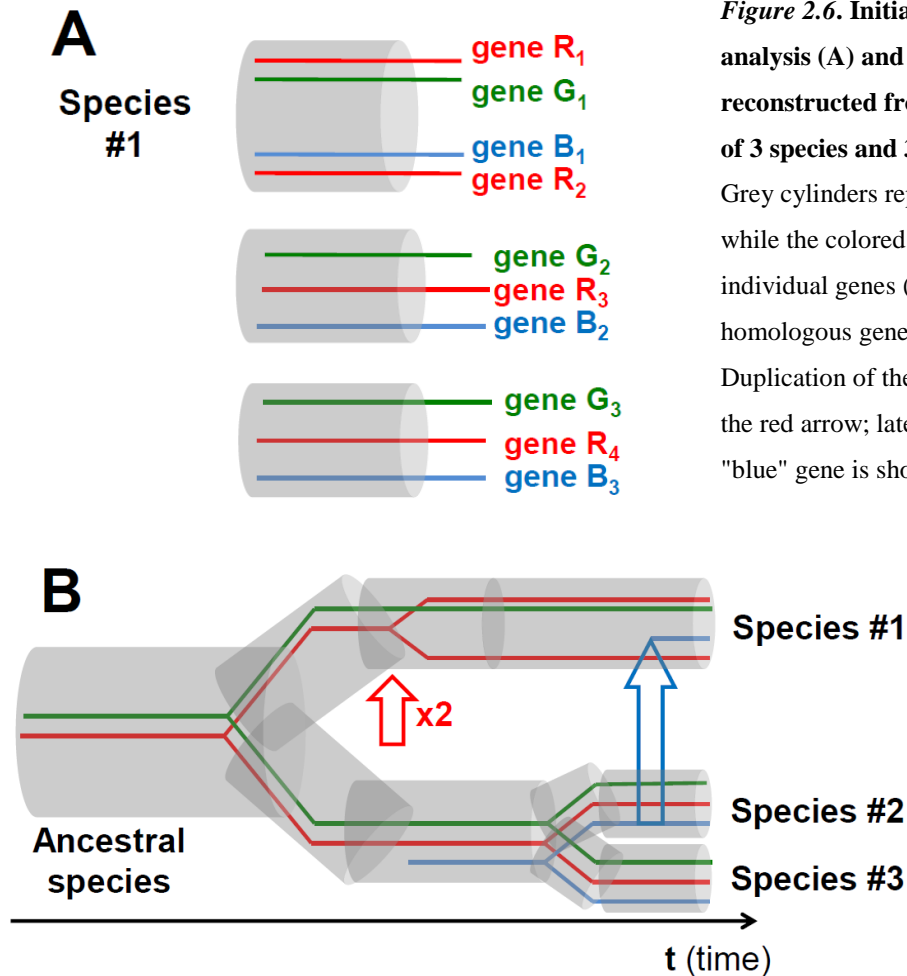 A
Species
#1
gene R₁
gene G₁
gene B₁
gene R₂
gene G₂
gene R₃
gene B₂
gene G₃
gene R₄
gene B₃
Figure 2.6. Initia
analysis (A) and
reconstructed fro
of 3 species and 3
Grey cylinders rep
while the colored
individual genes (
homologous gene
Duplication of the
the red arrow; late
"blue" gene is sho
B
Species #1
x2
Species #2
Ancestral
species
Species #3
t (time)